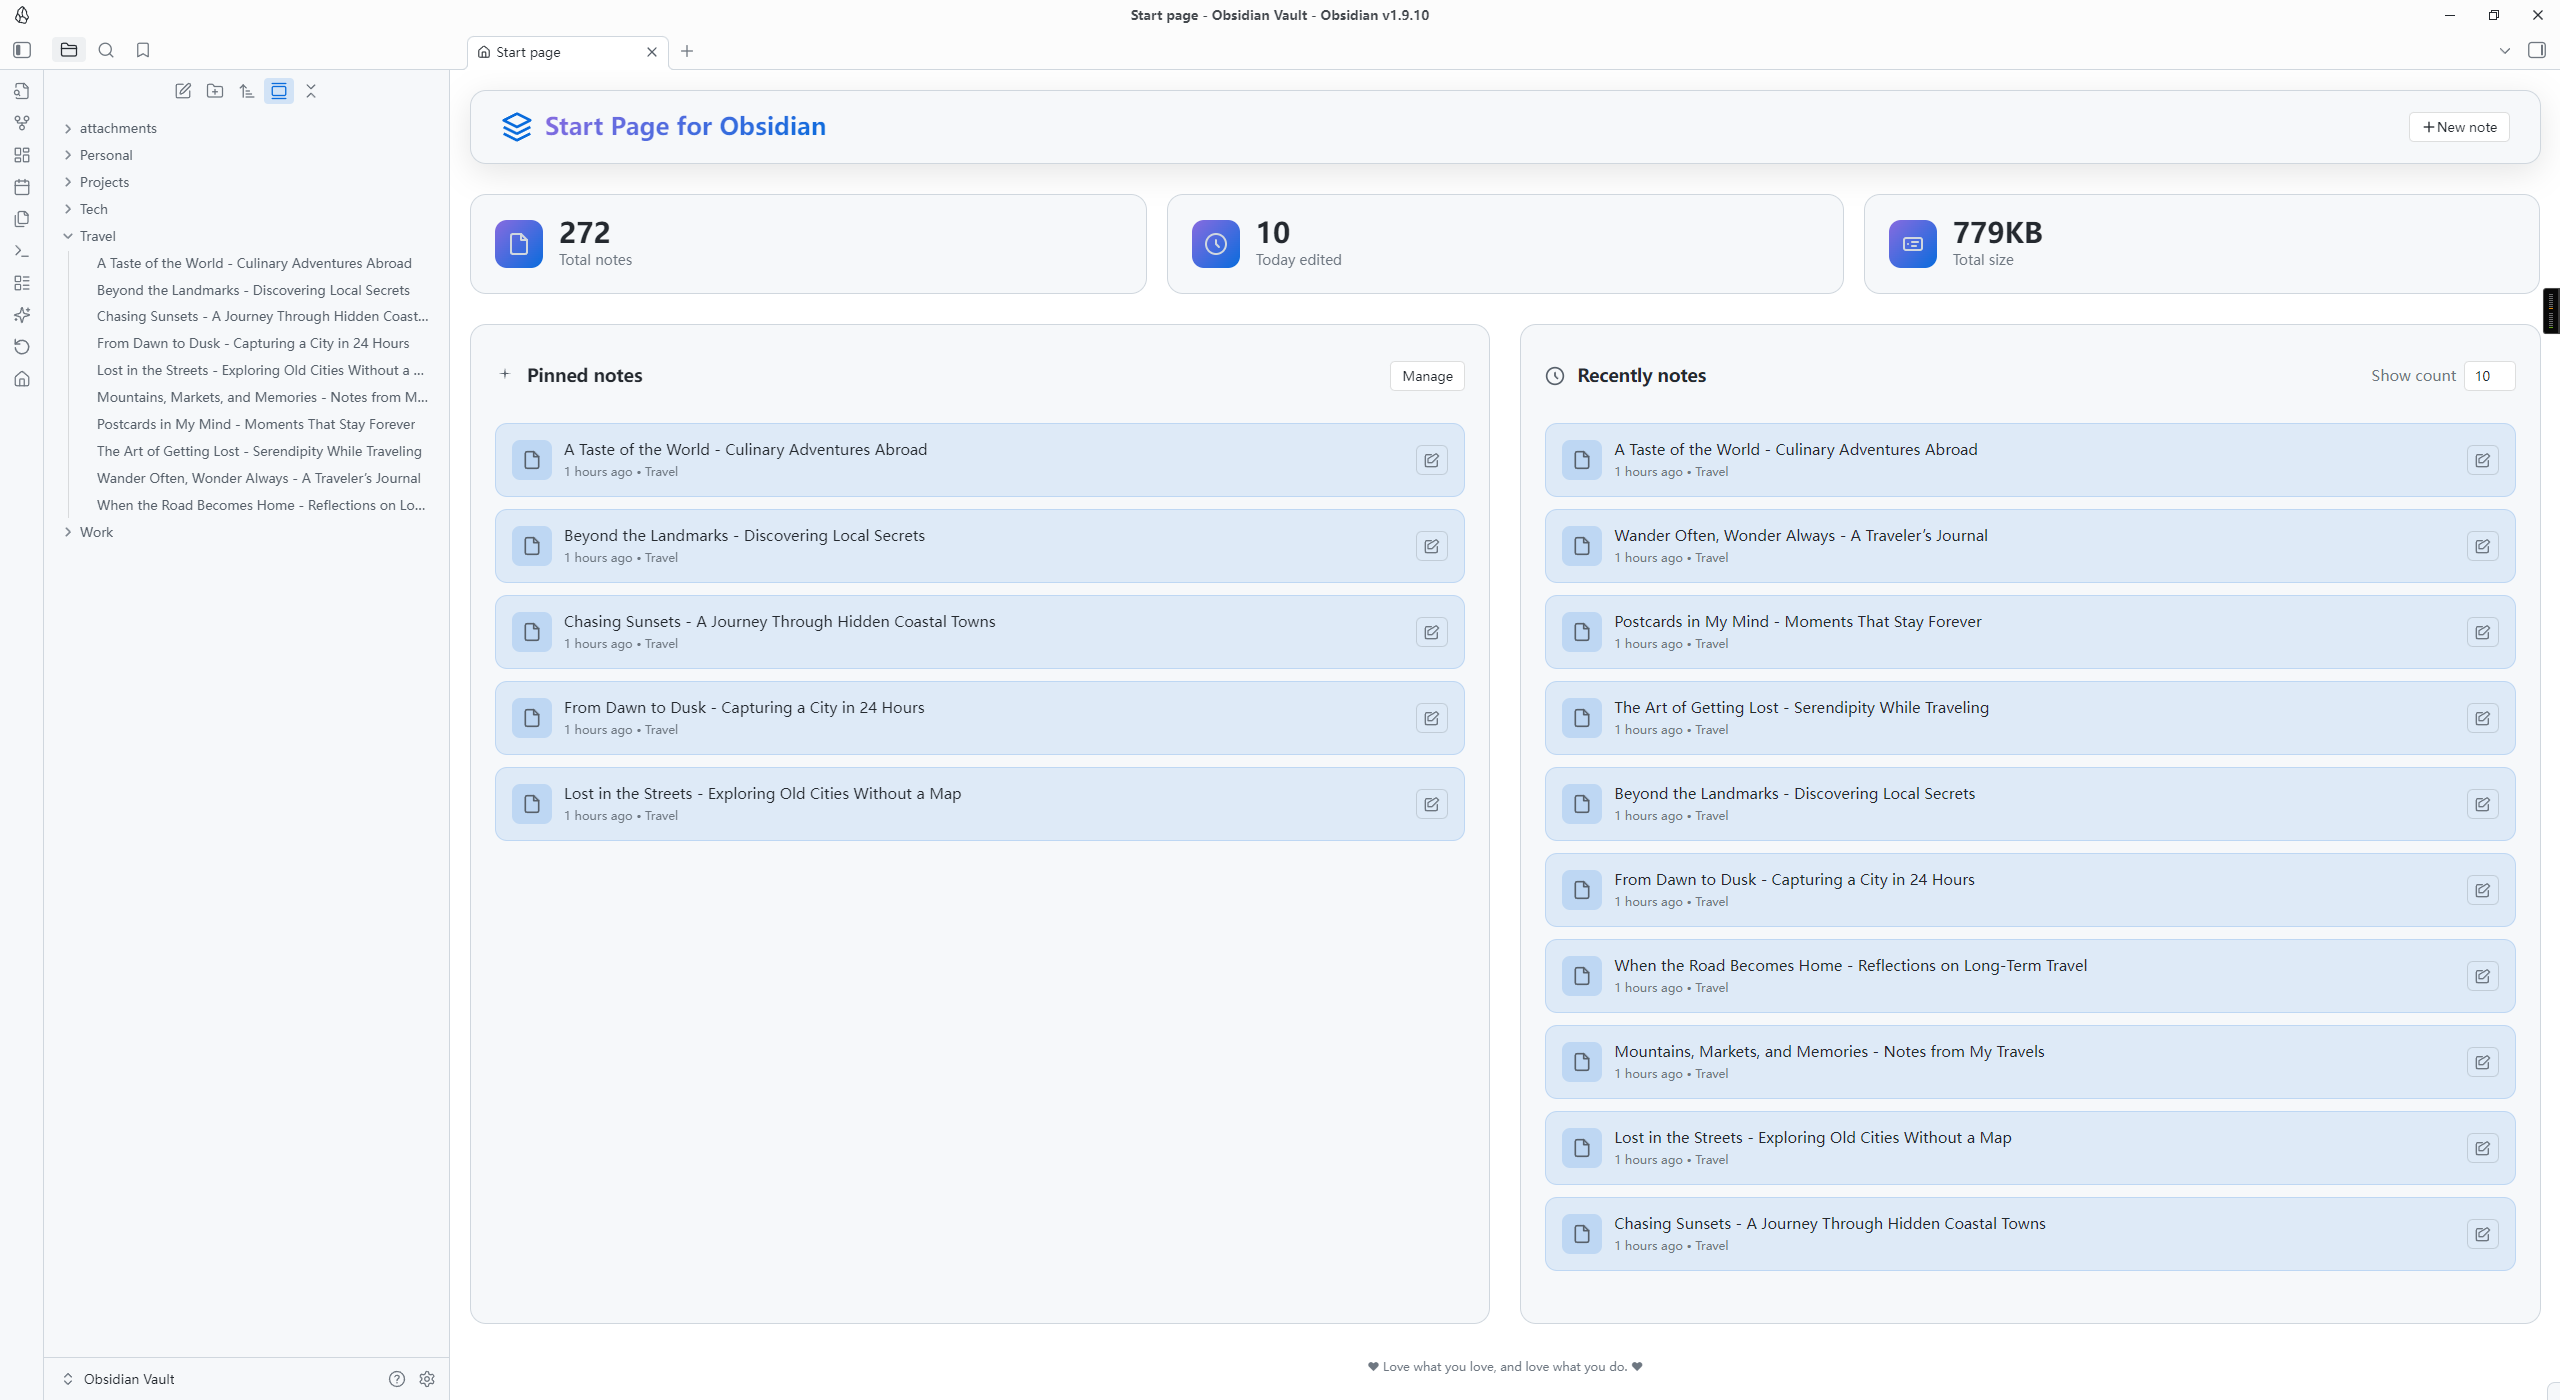 Start page - Obsidian Vault - Obsidian v1.9.10
Start page
attachments
Personal
Projects
Tech
Travel
A Taste of the World - Culinary Adventures Abroad
Beyond the Landmarks - Discovering Local Secrets
Chasing Sunsets - A Journey Through Hidden Coast...
From Dawn to Dusk - Capturing a City in 24 Hours
Lost in the Streets - Exploring Old Cities Without a ...
Mountains, Markets, and Memories - Notes from M...
Postcards in My Mind - Moments That Stay Forever
The Art of Getting Lost - Serendipity While Traveling
Wander Often, Wonder Always - A Traveler’s Journal
When the Road Becomes Home - Reflections on Lo...
Work
Obsidian Vault
Start Page for Obsidian
New note
272
Total notes
10
Today edited
779KB
Total size
Pinned notes
Manage
A Taste of the World - Culinary Adventures Abroad
1 hours ago • Travel
Beyond the Landmarks - Discovering Local Secrets
1 hours ago • Travel
Chasing Sunsets - A Journey Through Hidden Coastal Towns
1 hours ago • Travel
From Dawn to Dusk - Capturing a City in 24 Hours
1 hours ago • Travel
Lost in the Streets - Exploring Old Cities Without a Map
1 hours ago • Travel
Recently notes
Show count 10
A Taste of the World - Culinary Adventures Abroad
1 hours ago • Travel
Wander Often, Wonder Always - A Traveler’s Journal
1 hours ago • Travel
Postcards in My Mind - Moments That Stay Forever
1 hours ago • Travel
The Art of Getting Lost - Serendipity While Traveling
1 hours ago • Travel
Beyond the Landmarks - Discovering Local Secrets
1 hours ago • Travel
From Dawn to Dusk - Capturing a City in 24 Hours
1 hours ago • Travel
When the Road Becomes Home - Reflections on Long-Term Travel
1 hours ago • Travel
Mountains, Markets, and Memories - Notes from My Travels
1 hours ago • Travel
Lost in the Streets - Exploring Old Cities Without a Map
1 hours ago • Travel
Chasing Sunsets - A Journey Through Hidden Coastal Towns
1 hours ago • Travel
♥ Love what you love, and love what you do. ♥